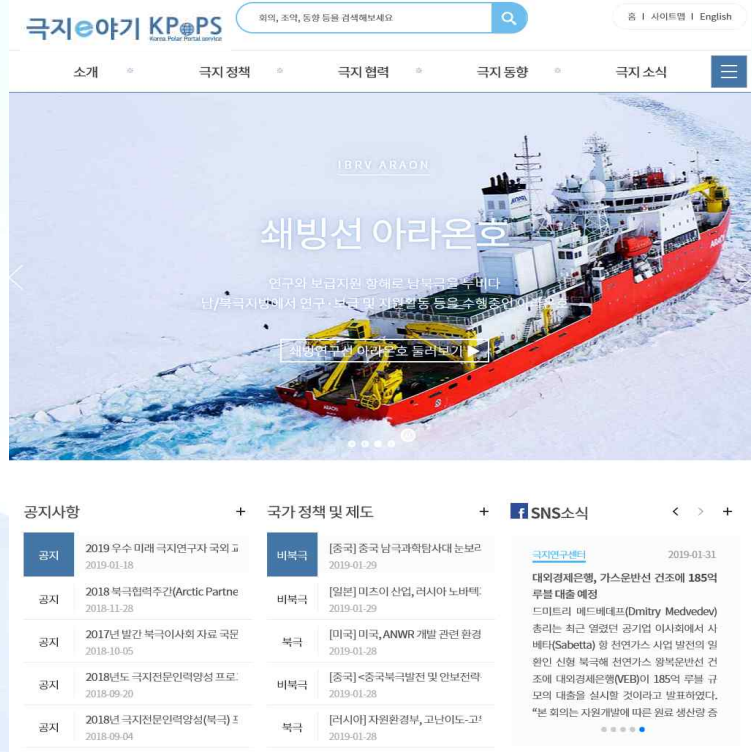 극지e야기 KPoPS
Korea Polar Portal service
회의, 조약, 동향 등을 검색해보세요
홈 | 사이트맵 | English
소개
극지 정책
극지 협력
극지 동향
극지 소식
IBRV ARAON
쇄빙선 아라온호
연구와 보급지원 항해로 남북극을 누비다
남/북극지방에서 연구·보급 및 지원활동 등을 수행중인 아라온호
쇄빙연구선 아라온호 둘러보기 ▶
ARAON
ARAON
공지사항 +
공지
2019 우수 미래 극지연구자 국외 교
2019-01-18
공지
2018 북극협력주간(Arctic Partne
2018-11-28
공지
2017년 발간 북극이사회 자료 국문
2018-10-05
공지
2018년도 극지전문인력양성 프로
2018-09-20
공지
2018년 극지전문인력양성(북극)
2018-09-04
국가 정책 및 제도 +
비북극
[중국] 중국 남극과학탐사대 눈보라
2019-01-29
비북극
[일본] 미츠이 산업, 러시아 노바텍
2019-01-29
북극
[미국] 미국, ANWR 개발 관련 환경
2019-01-28
비북극
[중국] <중국북극발전 및 안보전략
2019-01-28
북극
[러시아] 자원환경부, 고난이도-고
2019-01-28
f SNS소식 < > +
극지연구센터 2019-01-31
대외경제은행, 가스운반선 건조에 185억
루블 대출 예정
드미트리 메드베데프(Dmitry Medvedev)
총리는 최근 열렸던 공기업 이사회에서 사
베타(Sabetta) 항 천연가스 사업 발전의 일
환인 신형 북극해 천연가스 왕복운반선 건
조에 대외경제은행(VEB)이 185억 루블 규
모의 대출을 실시할 것이라고 발표하였다.
“본 회의는 자원개발에 따른 원료 생산량 증